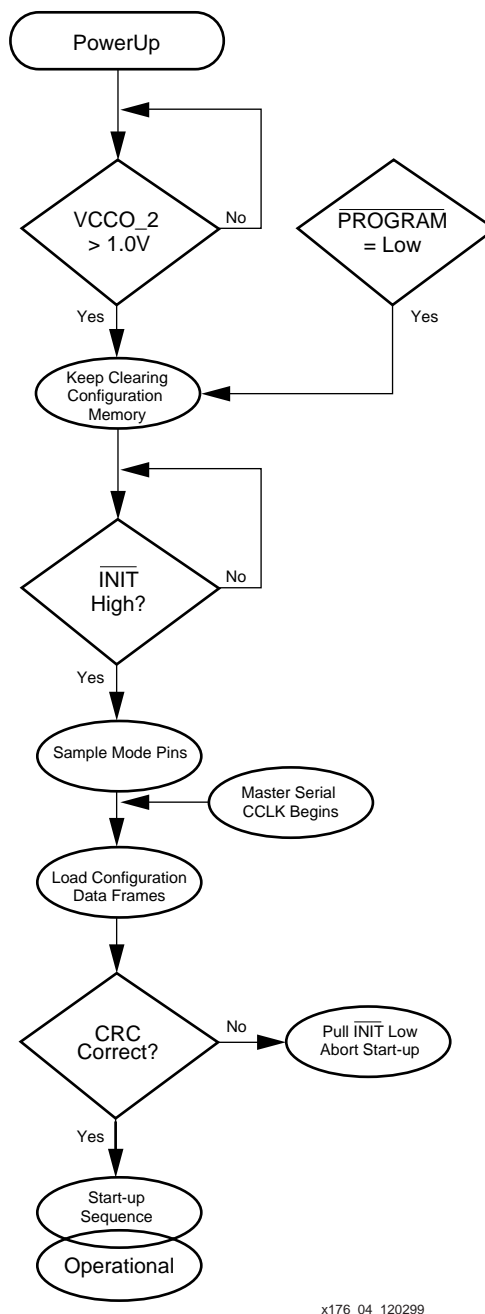 PowerUp
VCCO_2
> 1.0V
No
PROGRAM
= Low
Yes
Yes
Keep Clearing
Configuration
Memory
INIT
High?
No
Yes
Sample Mode Pins
Master Serial
CCLK Begins
Load Configuration
Data Frames
CRC
Correct?
No
Pull INIT Low
Abort Start-up
Yes
Start-up
Sequence
Operational
x176_04_120299